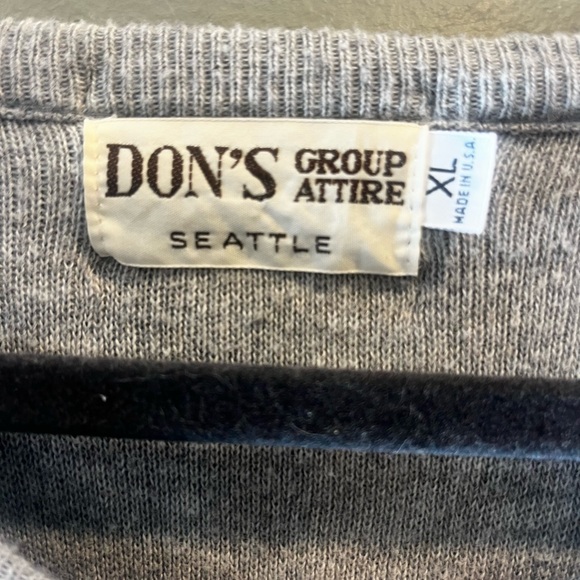 DON'S GROUP ATTIRE
SEATTLE
XL
MADE IN U.S.A.